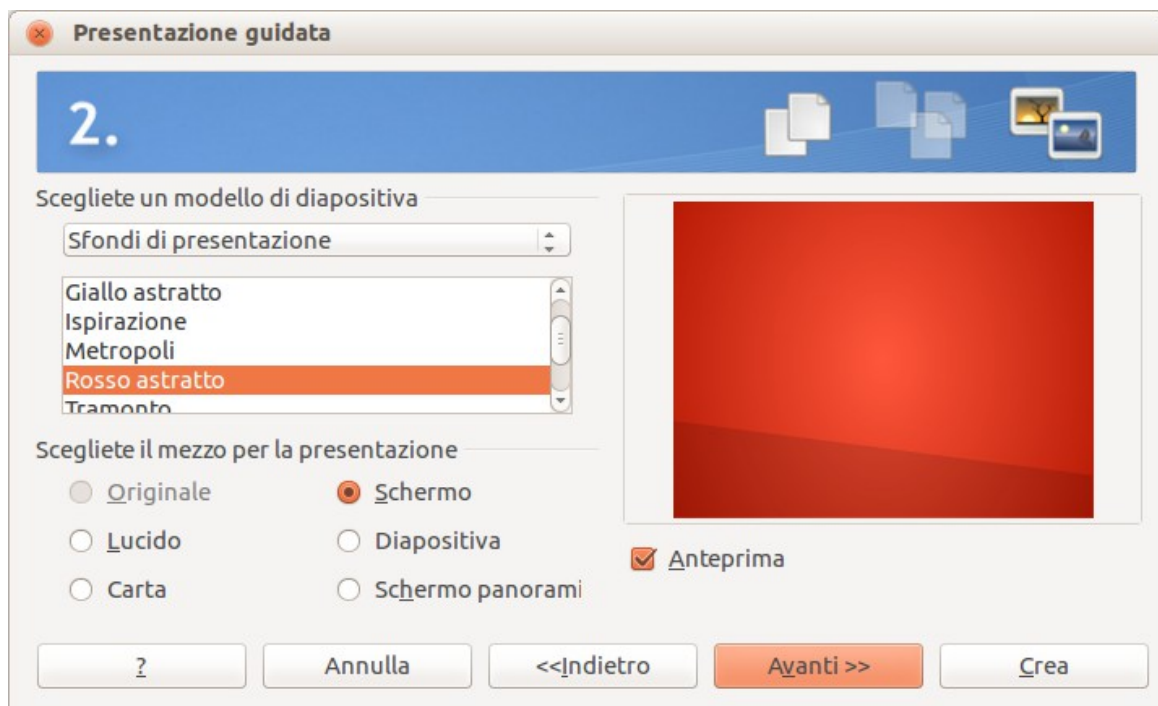 Presentazione guidata
2.
Scegliete un modello di diapositiva
Sfondi di presentazione
Giallo astratto
Ispirazione
Metropoli
Rosso astratto
Tramonto
Scegliete il mezzo per la presentazione
Originale
Schermo
Lucido
Diapositiva
Carta
Schermo panorami
Anteprima
?
Annulla
<<Indietro
Avanti >>
Crea